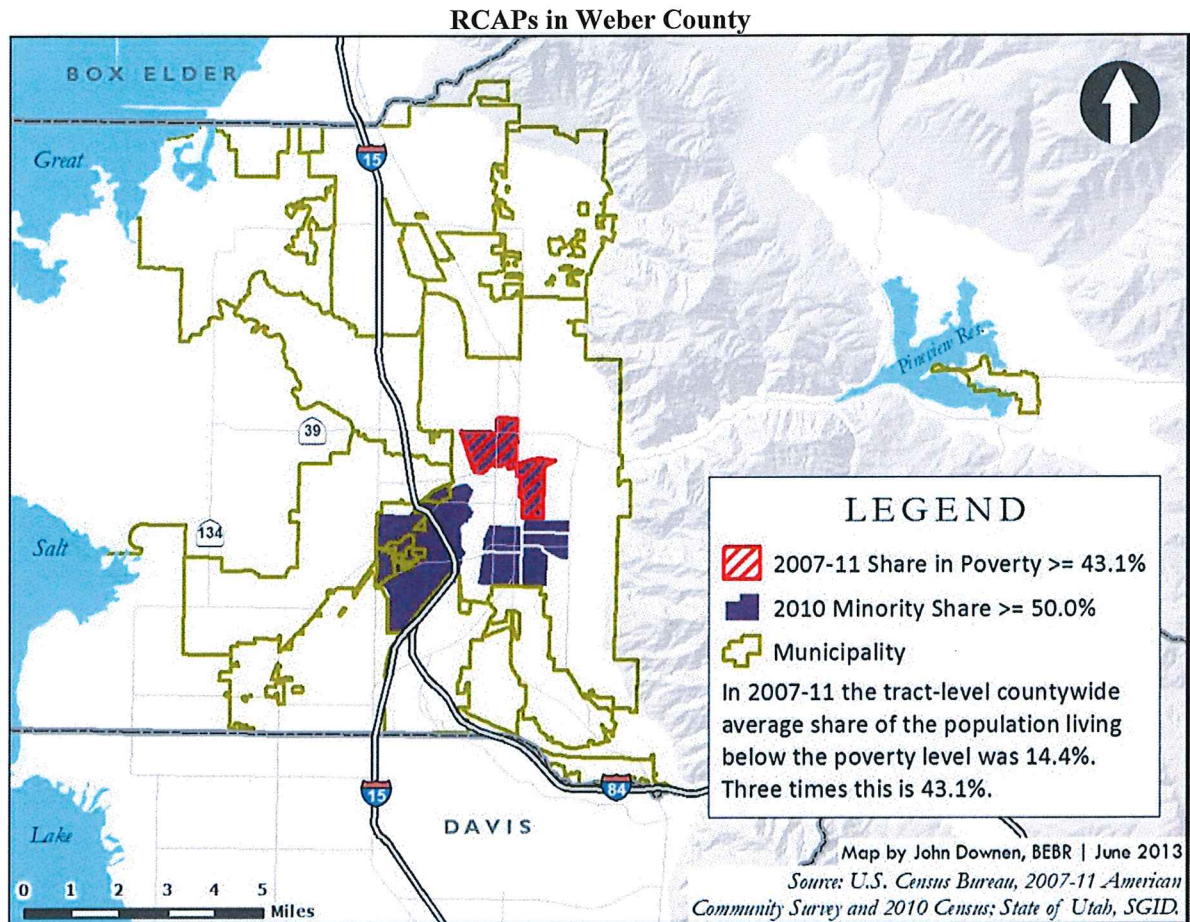 RCAPs in Weber County
BOX ELDER
Great
15
Pineview Res.
39
134
Salt
LEGEND
2007-11 Share in Poverty >= 43.1%
2010 Minority Share >= 50.0%
Municipality
In 2007-11 the tract-level countywide
average share of the population living
below the poverty level was 14.4%.
Three times this is 43.1%.
15
84
DAVIS
Lake
Map by John Downen, BEBR | June 2013
Source: U.S. Census Bureau, 2007-11 American
Community Survey and 2010 Census; State of Utah, SGID.
0 1 2 3 4 5
Miles